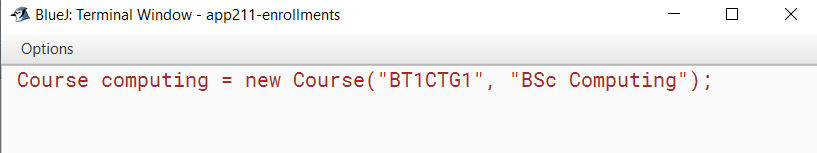 BlueJ: Terminal Window - app211-enrollments
Options
Course computing = new Course("BT1CTG1", "BSc Computing");